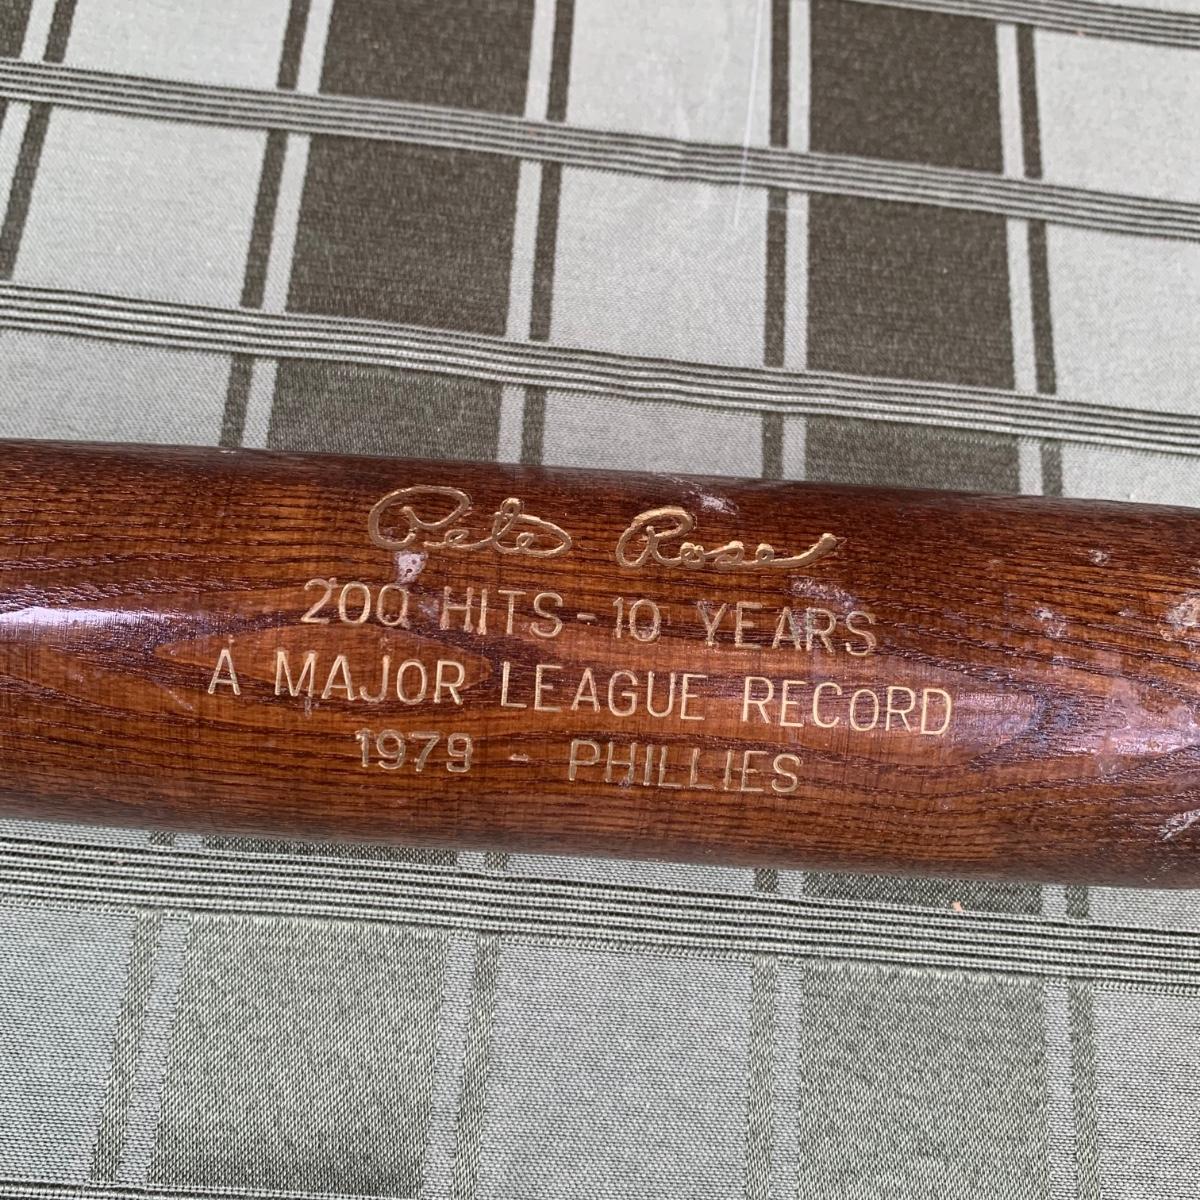 Pete Rose
200 HITS - 10 YEARS
A MAJOR LEAGUE RECORD
1979 - PHILLIES